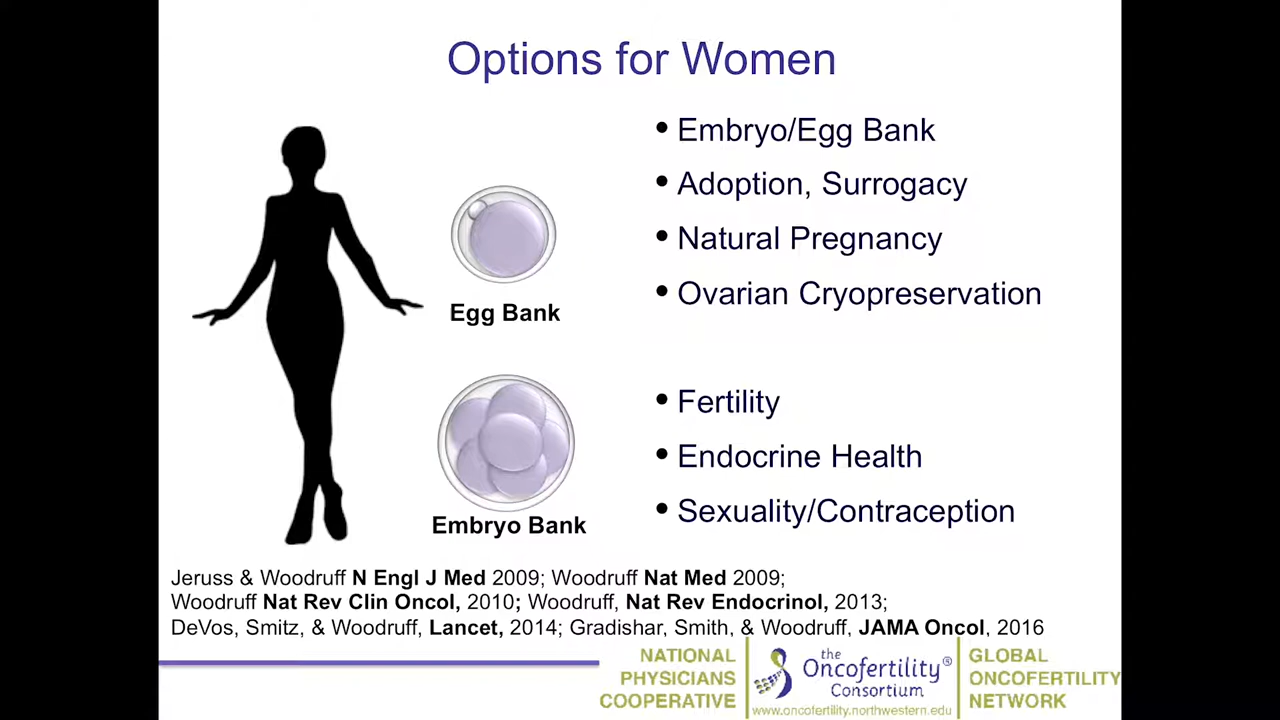 Options for Women
• Embryo/Egg Bank
• Adoption, Surrogacy
• Natural Pregnancy
• Ovarian Cryopreservation
Egg Bank
• Fertility
• Endocrine Health
• Sexuality/Contraception
Embryo Bank
Jeruss & Woodruff N Engl J Med 2009; Woodruff Nat Med 2009;
Woodruff Nat Rev Clin Oncol, 2010; Woodruff, Nat Rev Endocrinol, 2013;
DeVos, Smitz, & Woodruff, Lancet, 2014; Gradishar, Smith, & Woodruff, JAMA Oncol, 2016
NATIONAL
PHYSICIANS
COOPERATIVE
the
Oncofertility®
Consortium
www.oncofertility.northwestern.edu
GLOBAL
ONCOFERTILITY
NETWORK